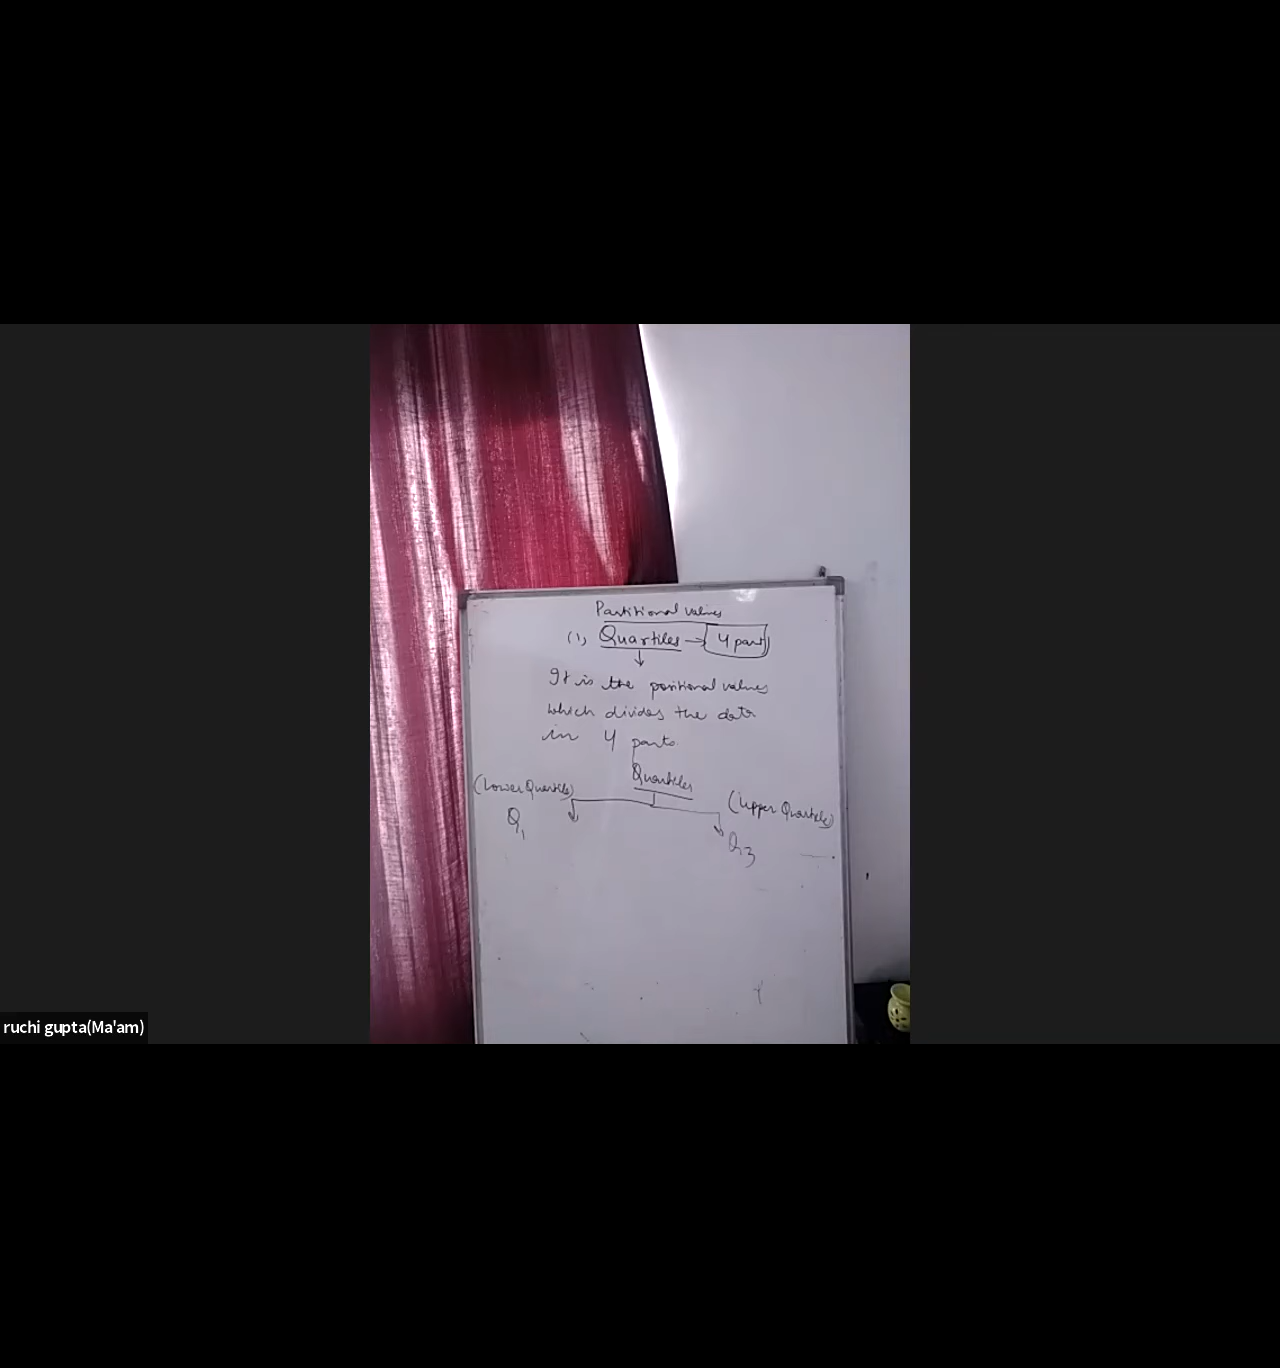 Partitional values
(1) Quartiles → 4 parts
It is the positional values
which divides the data
in 4 parts
Quartiles
(Lower Quartile)
(Upper Quartile)
Q1
Q3
ruchi gupta(Ma'am)